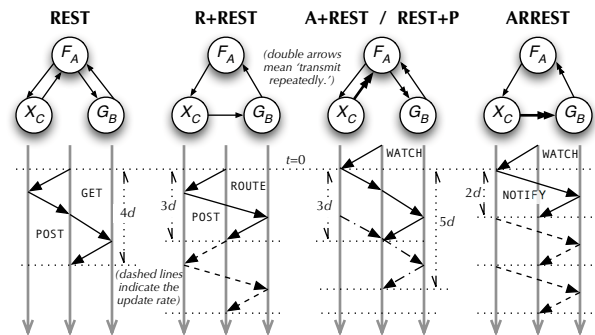 REST
R+REST
A+REST / REST+P
ARREST
F_A
X_C
G_B
F_A
X_C
G_B
(double arrows
mean ‘transmit
repeatedly.’)
F_A
X_C
G_B
F_A
X_C
G_B
t=0
GET
POST
4d
(dashed lines
indicate the
update rate)
3d
ROUTE
POST
WATCH
3d
5d
WATCH
2d
NOTIFY